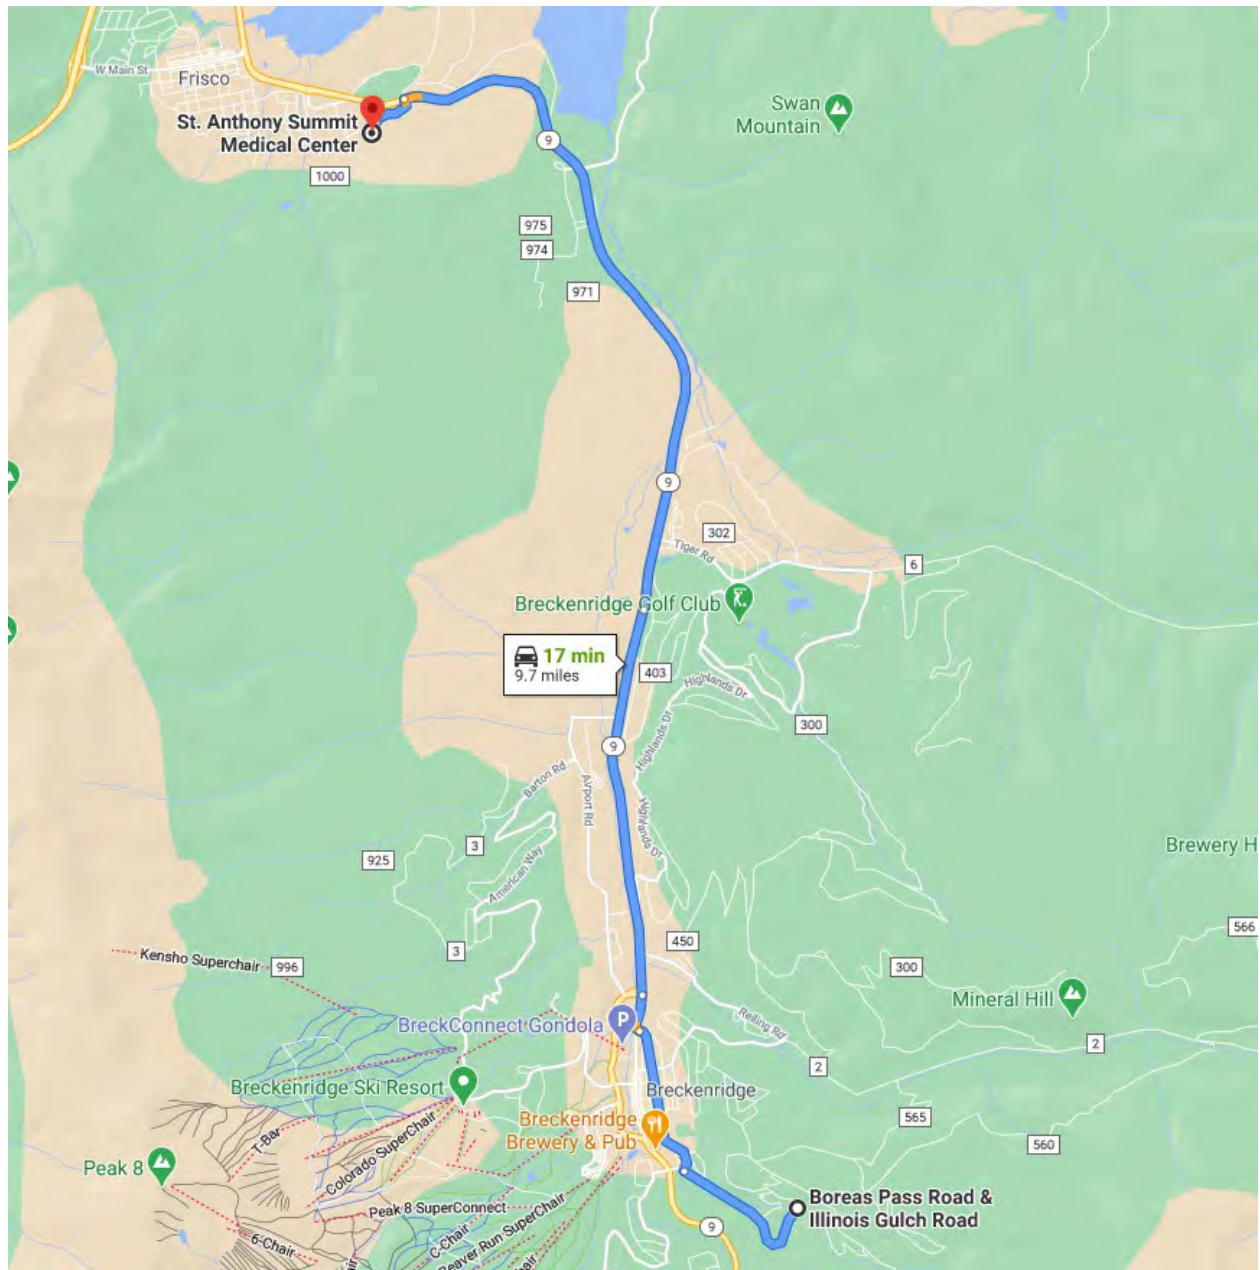 W Main St
Frisco
St. Anthony Summit
Medical Center
Swan
Mountain
9
1000
975
974
971
9
302
Tiger Rd
6
Breckenridge Golf Club
17 min
9.7 miles
403
Highlands Dr
300
9
Highlands Dr
Barton Rd
Airport Rd
Highlands Dr
3
925
American Way
Brewery H
566
450
3
Kensho Superchair
996
300
Mineral Hill
BreckConnect Gondola
P
Reiling Rd
2
2
Breckenridge Ski Resort
Breckenridge
565
Breckenridge
Brewery & Pub
560
T-Bar
Colorado SuperChair
Peak 8
Boreas Pass Road &
Illinois Gulch Road
Peak 8 SuperConnect
9
6-Chair
C-Chair
Beaver Run SuperChair
air
hair